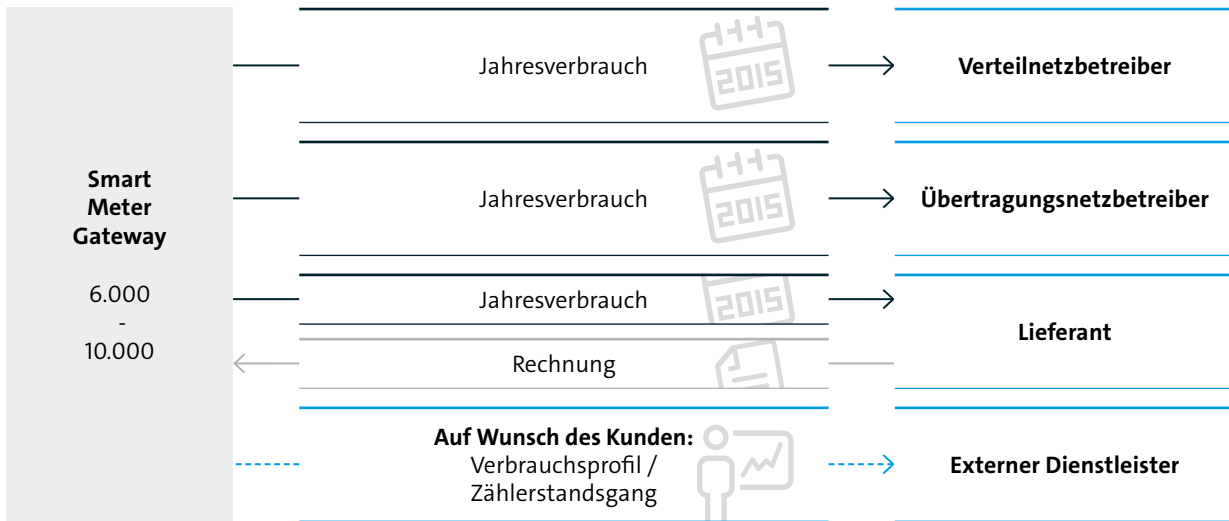 Smart
Meter
Gateway
6.000
-
10.000
Jahresverbrauch
2015
Verteilnetzbetreiber
Jahresverbrauch
2015
Übertragungsnetzbetreiber
Jahresverbrauch
2015
Rechnung
Lieferant
Auf Wunsch des Kunden:
Verbrauchsprofil /
Zählerstandsgang
Externer Dienstleister